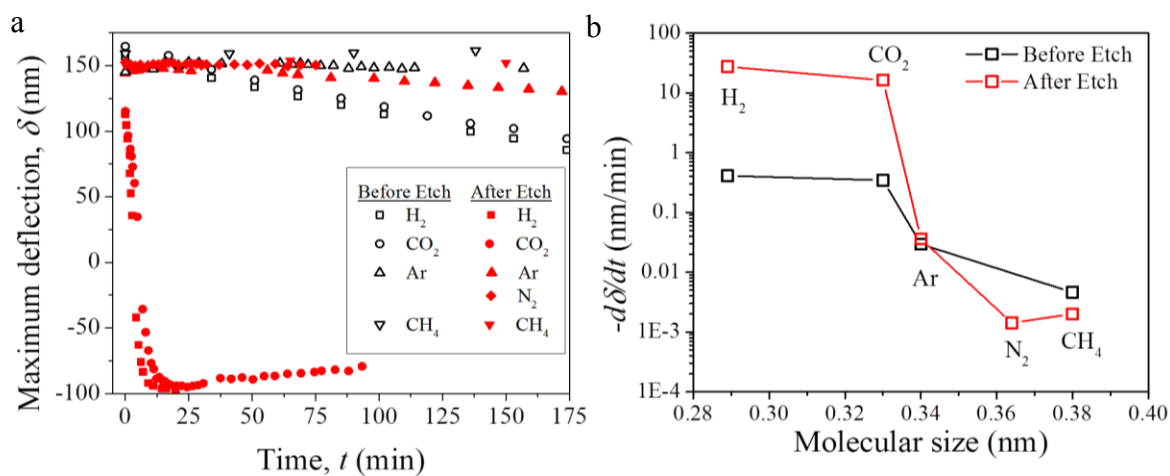 a
Maximum deflection, δ (nm)
150
100
50
0
-50
-100
0
25
50
75
100
125
150
175
Time, t (min)
Before Etch After Etch
H₂ H₂
CO₂ CO₂
Ar Ar
N₂
CH₄ CH₄
b
-dδ/dt (nm/min)
100
10
1
0.1
0.01
1E-3
1E-4
0.28
0.30
0.32
0.34
0.36
0.38
0.40
Molecular size (nm)
Before Etch
After Etch
H₂
CO₂
Ar
N₂
CH₄